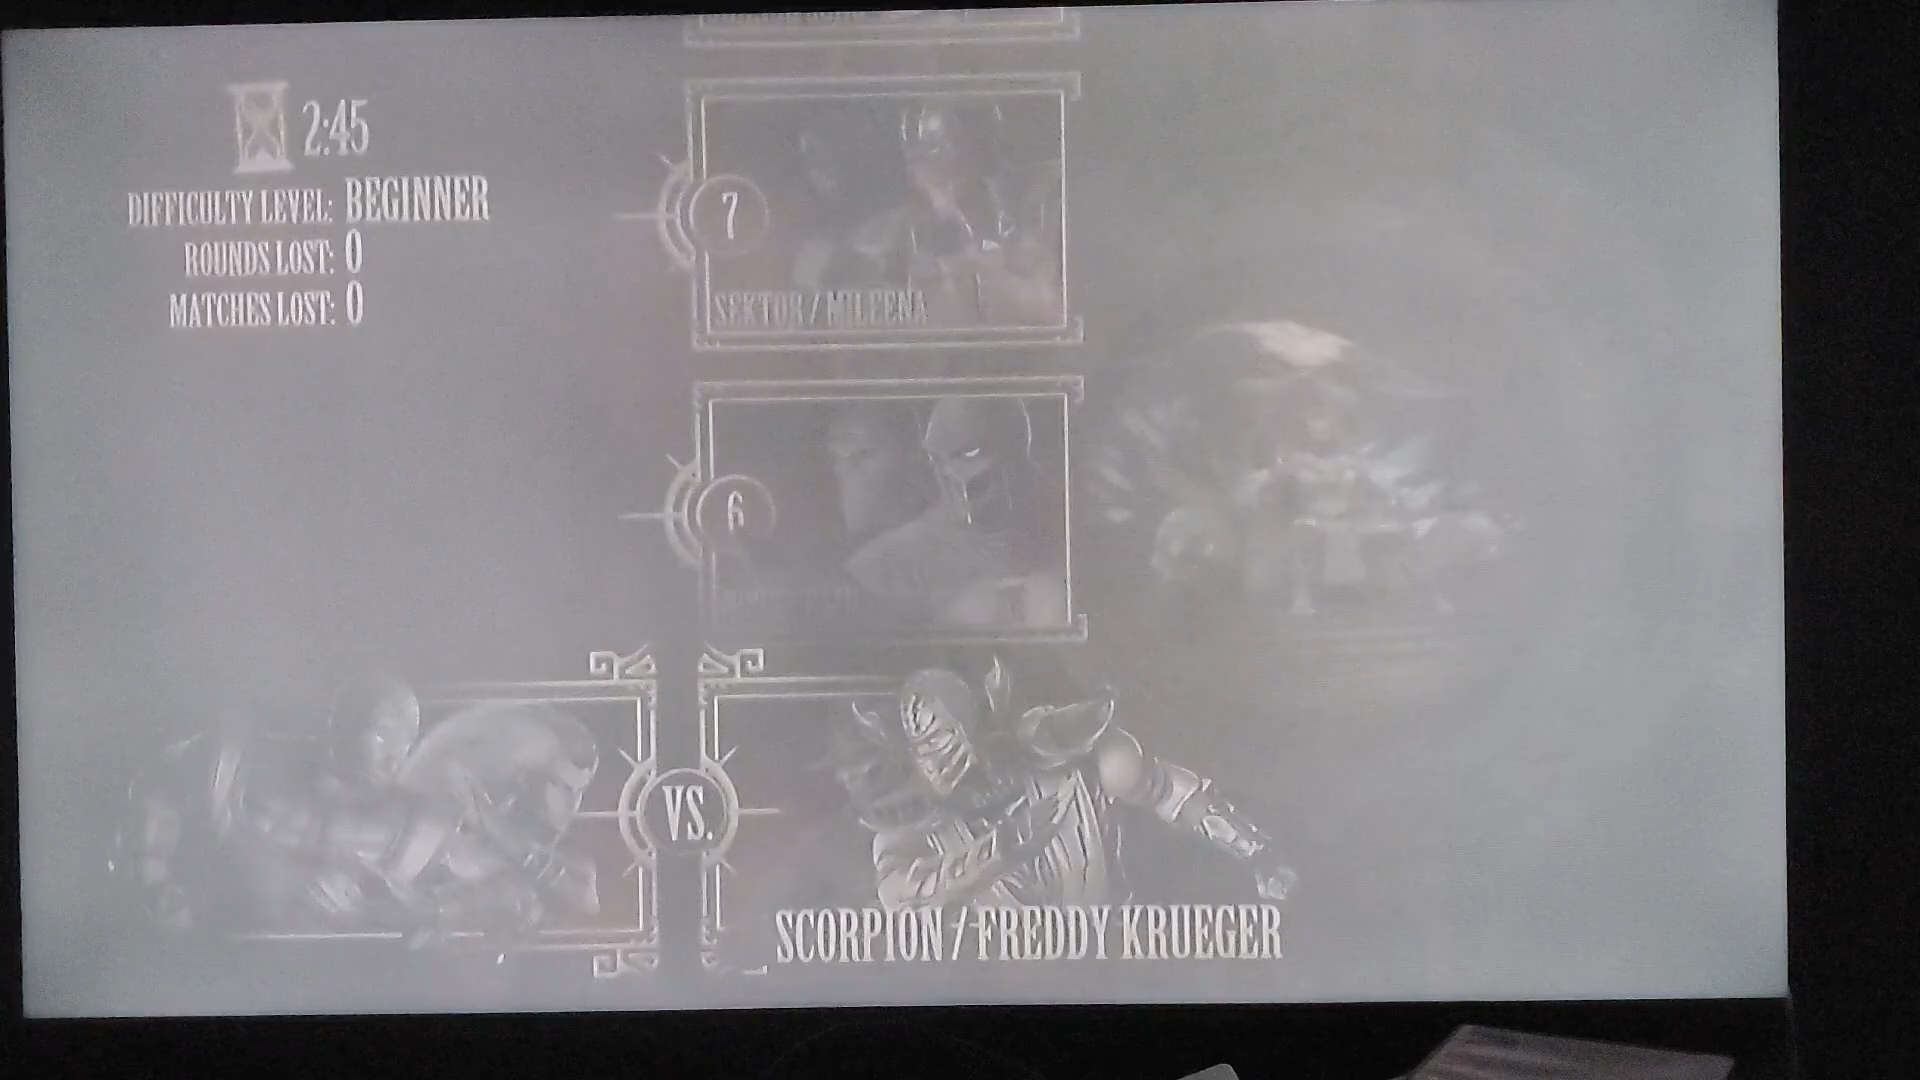 2:45
DIFFICULTY LEVEL: BEGINNER
ROUNDS LOST: 0
MATCHES LOST: 0
7
SEKTOR / MILEENA
6
VS.
SCORPION / FREDDY KRUEGER